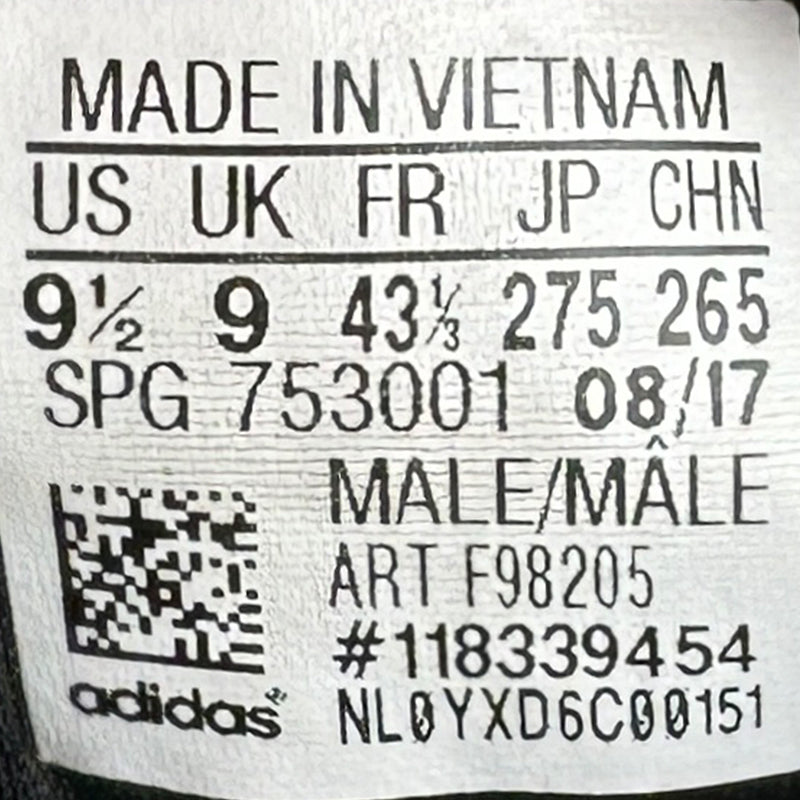 MADE IN VIETNAM
US UK FR JP CHN
9½ 9 43⅓ 275 265
SPG 753001 08/17
MALE/MÂLE
ART F98205
#118339454
NL0YXD6C00151
adidas